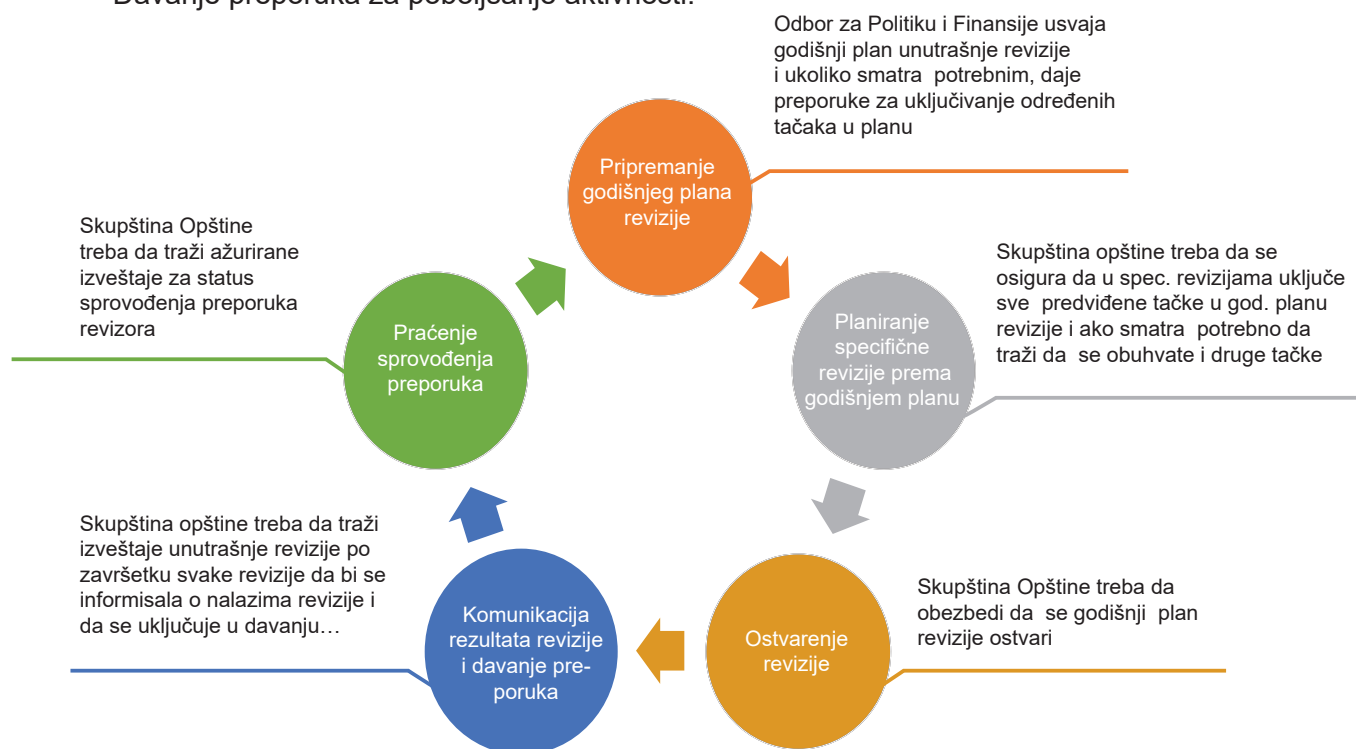 Davanje preporuka za poboljšanje aktivnosti.
Odbor za Politiku i Finansije usvaja
godišnji plan unutrašnje revizije
i ukoliko smatra potrebnim, daje
preporuke za uključivanje određenih
tačaka u planu
Pripremanje
godišnjeg plana
revizije
Skupština opštine treba da se
osigura da u spec. revizijama uključe
sve predviđene tačke u god. planu
revizije i ako smatra potrebno da
traži da se obuhvate i druge tačke
Planiranje
specifične
revizije prema
godišnjem planu
Skupština Opštine treba da
obezbedi da se godišnji plan
revizije ostvari
Ostvarenje
revizije
Skupština opštine treba da traži
izveštaje unutrašnje revizije po
završetku svake revizije da bi se
informisala o nalazima revizije i
da se uključuje u davanju…
Komunikacija
rezultata revizije
i davanje pre-
poruka
Skupština Opštine
treba da traži ažurirane
izveštaje za status
sprovođenja preporuka
revizora
Praćenje
sprovođenja
preporuka